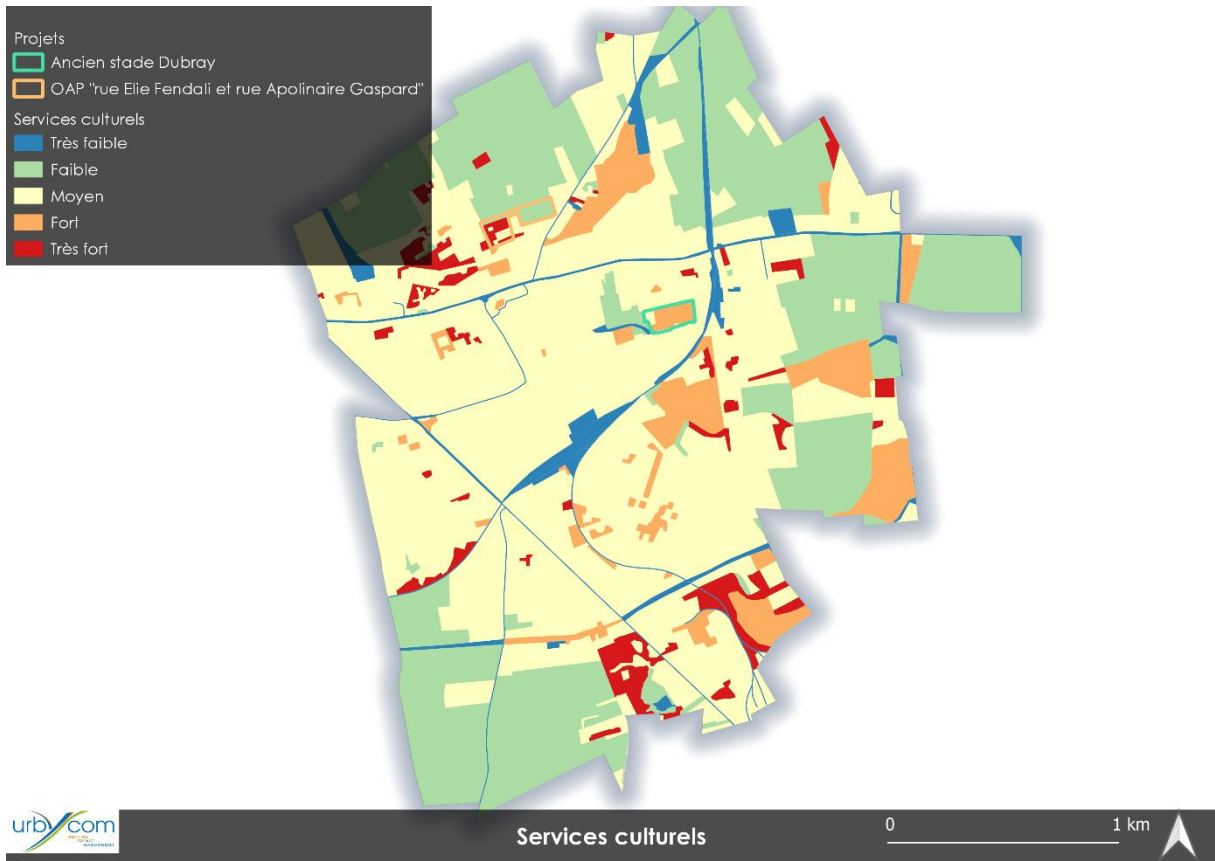 Projets
Ancien stade Dubray
OAP "rue Elie Fendali et rue Apolinaire Gaspard"
Services culturels
Très faible
Faible
Moyen
Fort
Très fort
urbycom
Services culturels
0 1 km